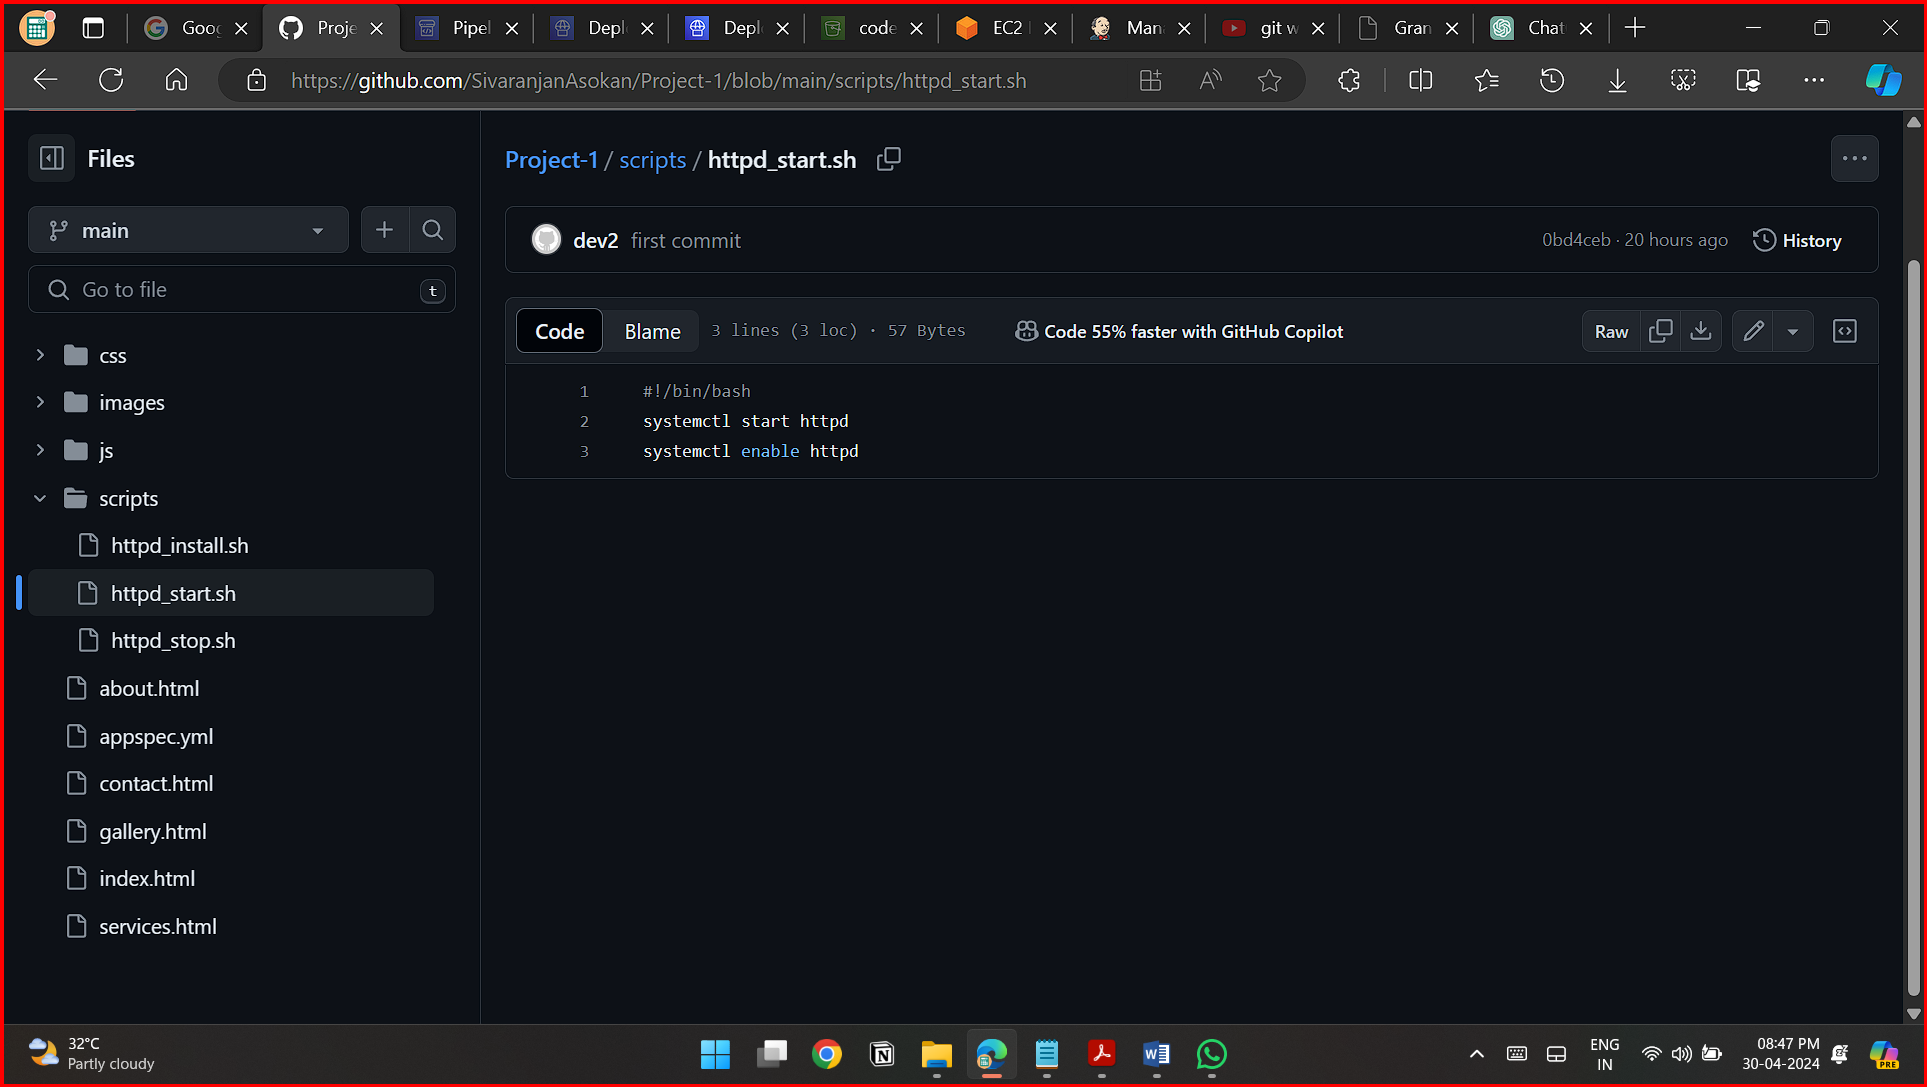 Goog
Proje
Pipel
Deplo
Deplo
code
EC2
Mana
git w
Gran
Chat
https://github.com/SivaranjanAsokan/Project-1/blob/main/scripts/httpd_start.sh
Files
Project-1 / scripts / httpd_start.sh
main
dev2 first commit
0bd4ceb · 20 hours ago
History
Go to file
t
Code
Blame
3 lines (3 loc) · 57 Bytes
Code 55% faster with GitHub Copilot
Raw
1 #!/bin/bash
2 systemctl start httpd
3 systemctl enable httpd
css
images
js
scripts
httpd_install.sh
httpd_start.sh
httpd_stop.sh
about.html
appspec.yml
contact.html
gallery.html
index.html
services.html
32°C
Partly cloudy
ENG
IN
08:47 PM
30-04-2024
PRE